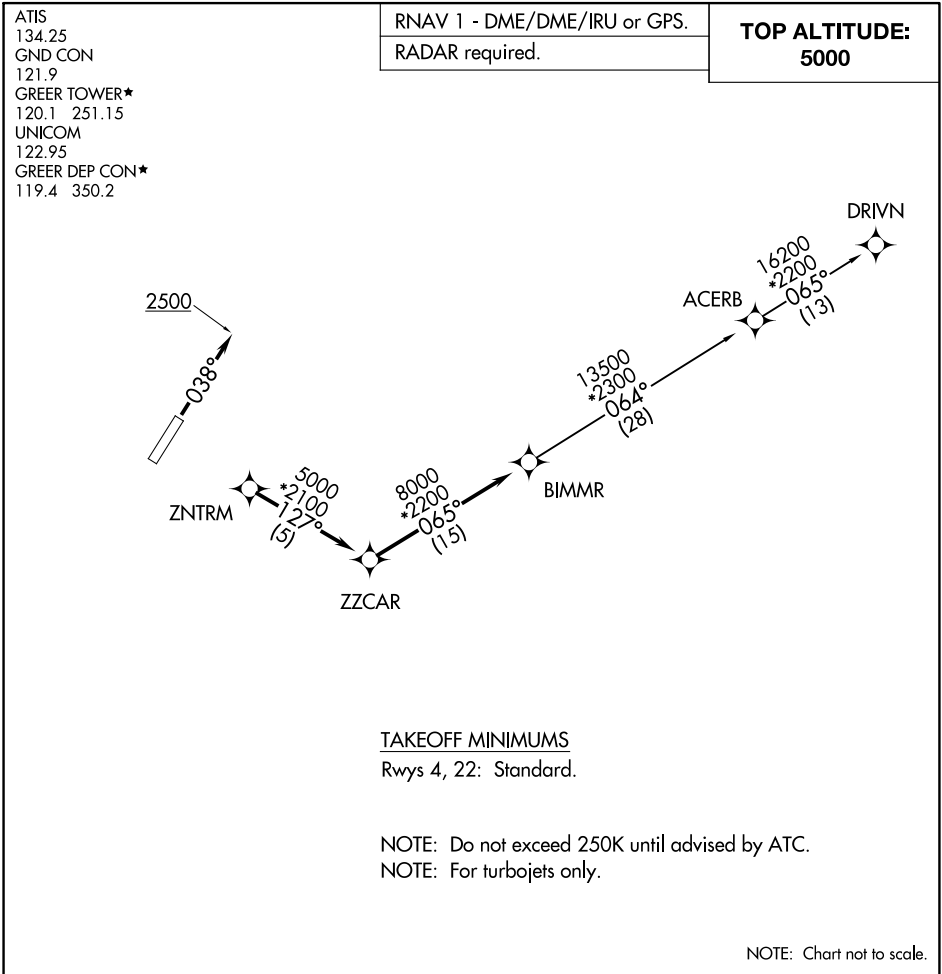 ATIS
134.25
GND CON
121.9
GREER TOWER★
120.1 251.15
UNICOM
122.95
GREER DEP CON★
119.4 350.2
RNAV 1 - DME/DME/IRU or GPS.
RADAR required.
TOP ALTITUDE:
5000
DRIVN
16200
*2200
065°
(13)
ACERB
2500
038°
13500
*2300
064°
(28)
BIMMR
8000
*2200
065°
(15)
ZNTRM
5000
*2100
127°
(5)
ZZCAR
TAKEOFF MINIMUMS
Rwys 4, 22: Standard.
NOTE: Do not exceed 250K until advised by ATC.
NOTE: For turbojets only.
NOTE: Chart not to scale.